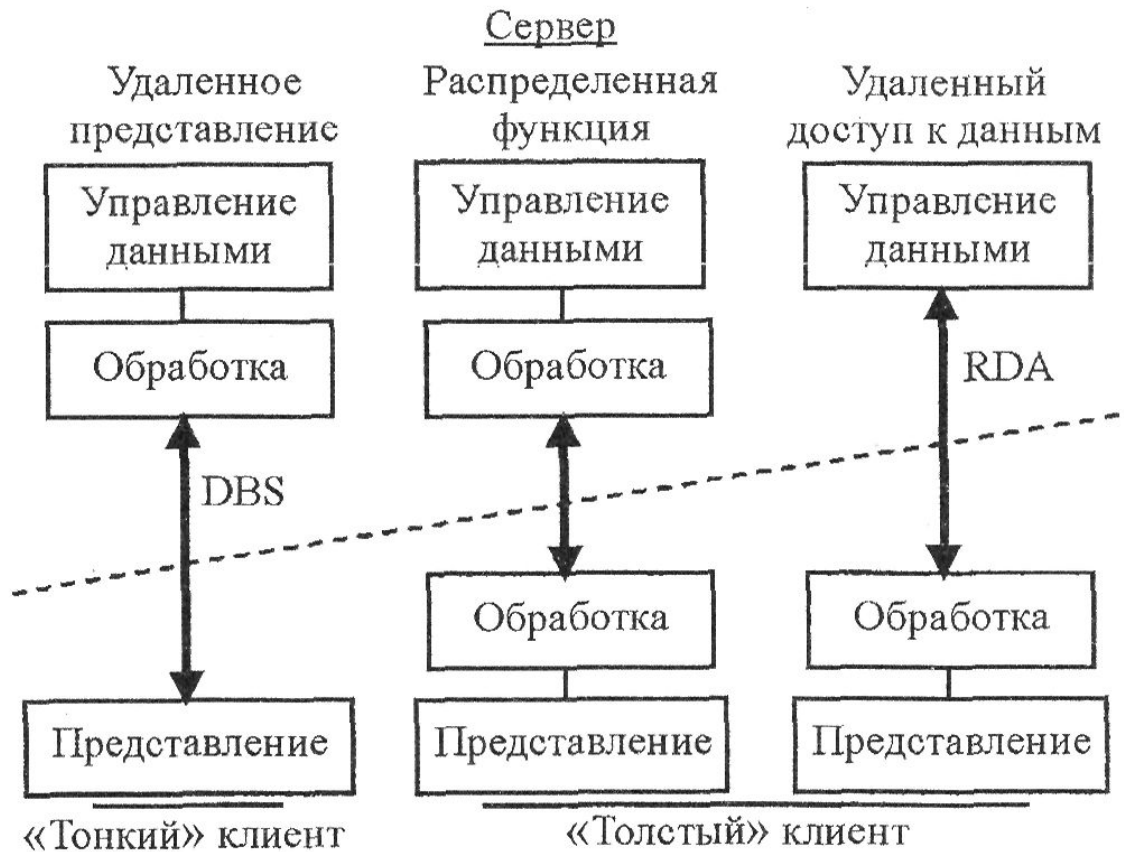 Сервер
Удаленное
представление
Распределенная
функция
Удаленный
доступ к данным
Управление
данными
Управление
данными
Управление
данными
Обработка
Обработка
RDA
DBS
Обработка
Обработка
Представление
Представление
Представление
«Тонкий» клиент
«Толстый» клиент